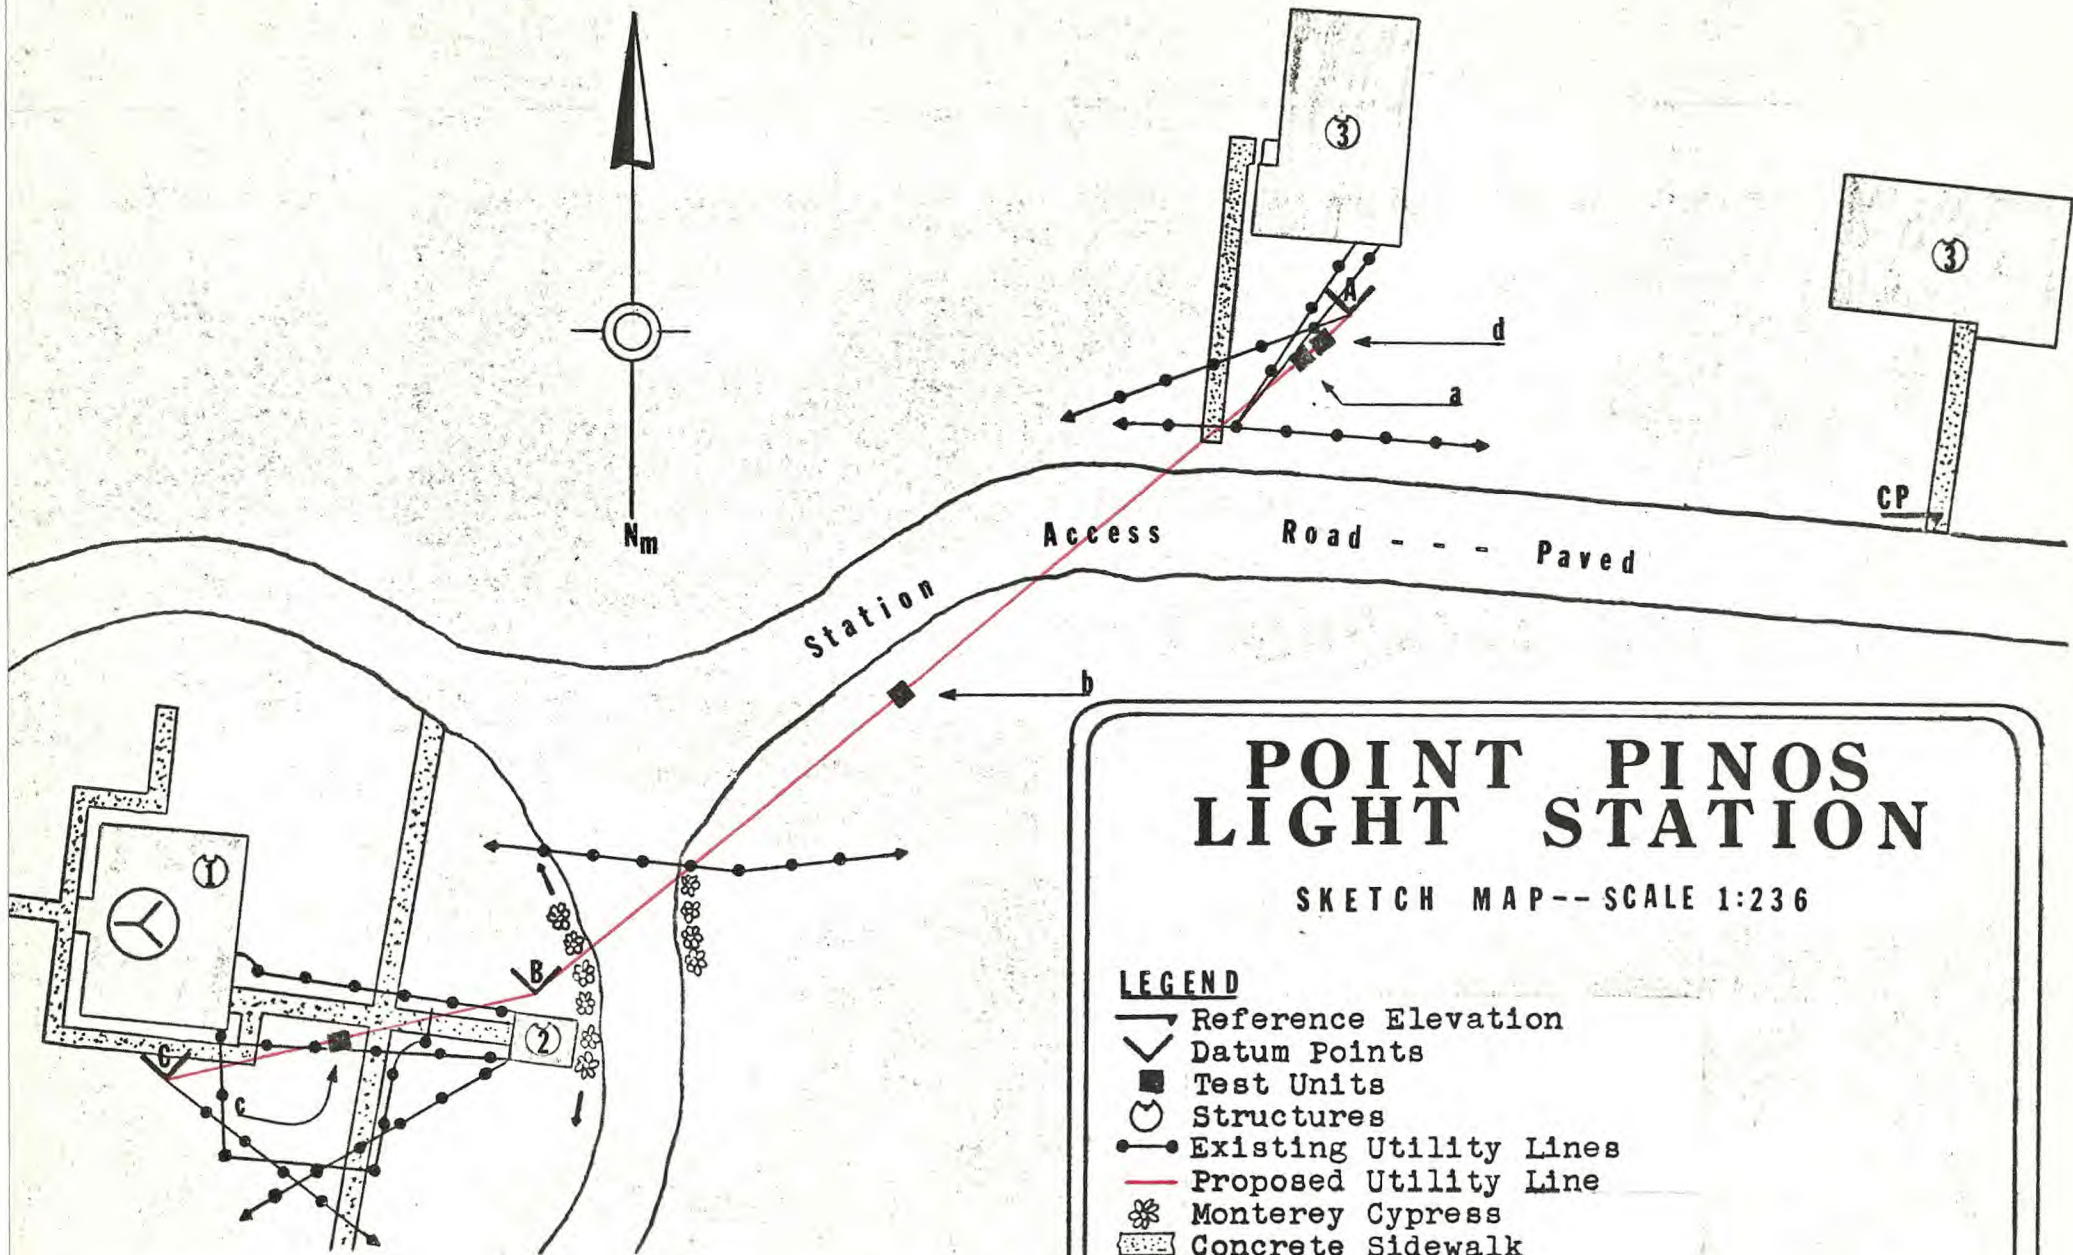 3
3
A
d
a
CP
Nm
Access Road - - - Paved
Station
b
1
B
2
C
c
POINT PINOS
LIGHT STATION
SKETCH MAP--SCALE 1:236
LEGEND
Reference Elevation
Datum Points
Test Units
Structures
Existing Utility Lines
Proposed Utility Line
Monterey Cypress
Concrete Sidewalk